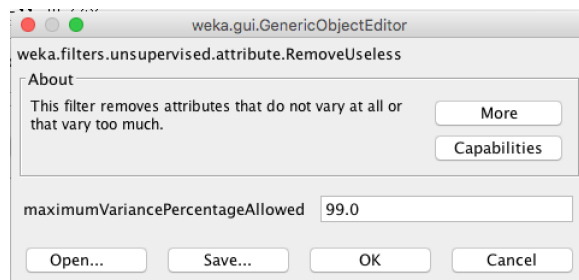 weka.gui.GenericObjectEditor
weka.filters.unsupervised.attribute.RemoveUseless
About
This filter removes attributes that do not vary at all or
that vary too much.
More
Capabilities
maximumVariancePercentageAllowed 99.0
Open... Save... OK Cancel